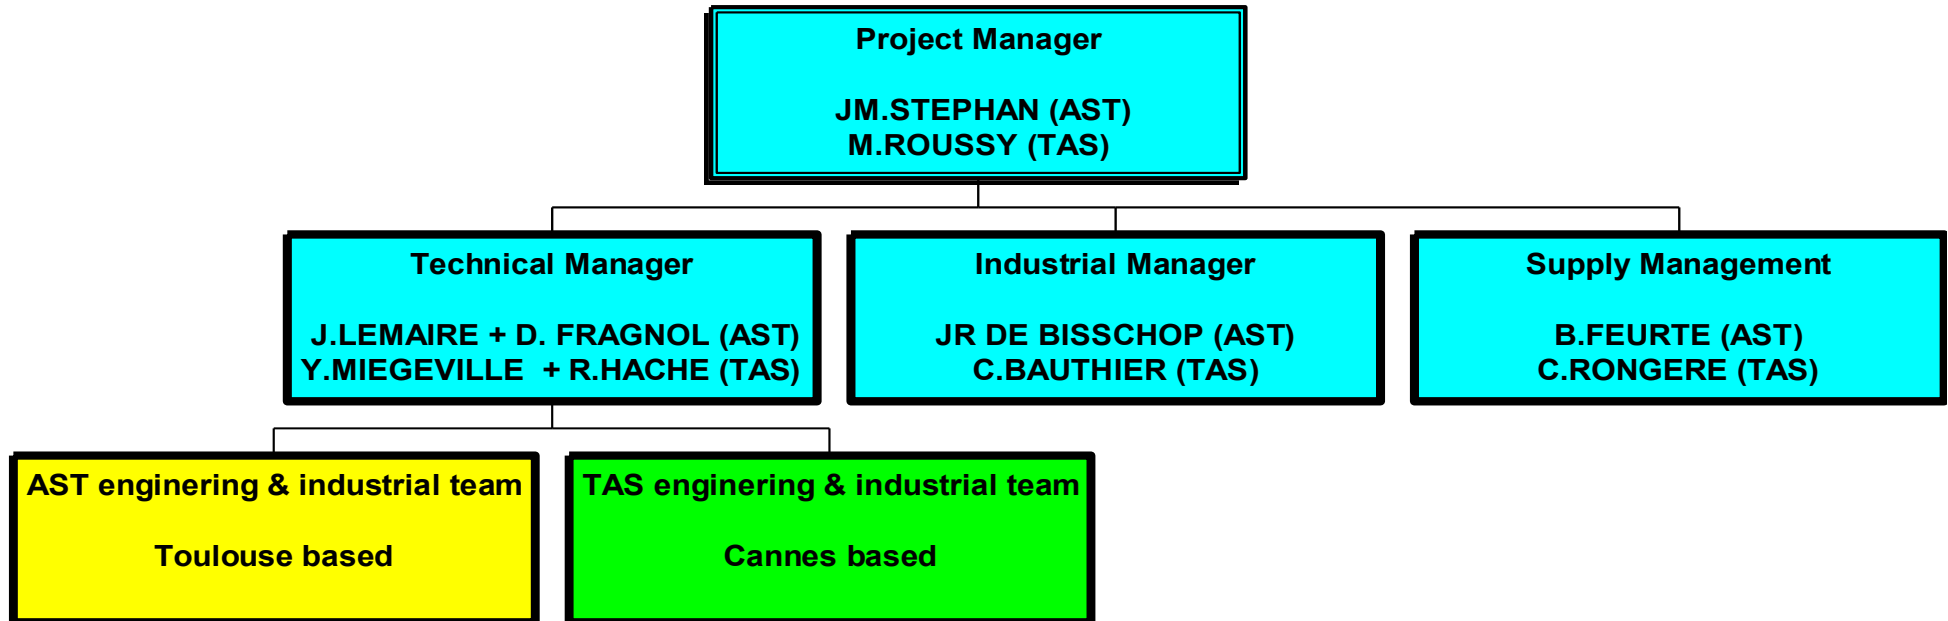 Project Manager
JM.STEPHAN (AST)
M.ROUSSY (TAS)
Technical Manager
J.LEMAIRE + D. FRAGNOL (AST)
Y.MIEGEVILLE + R.HACHE (TAS)
Industrial Manager
JR DE BISSCHOP (AST)
C.BAUTHIER (TAS)
Supply Management
B.FEURTE (AST)
C.RONGERE (TAS)
AST enginering & industrial team
Toulouse based
TAS enginering & industrial team
Cannes based